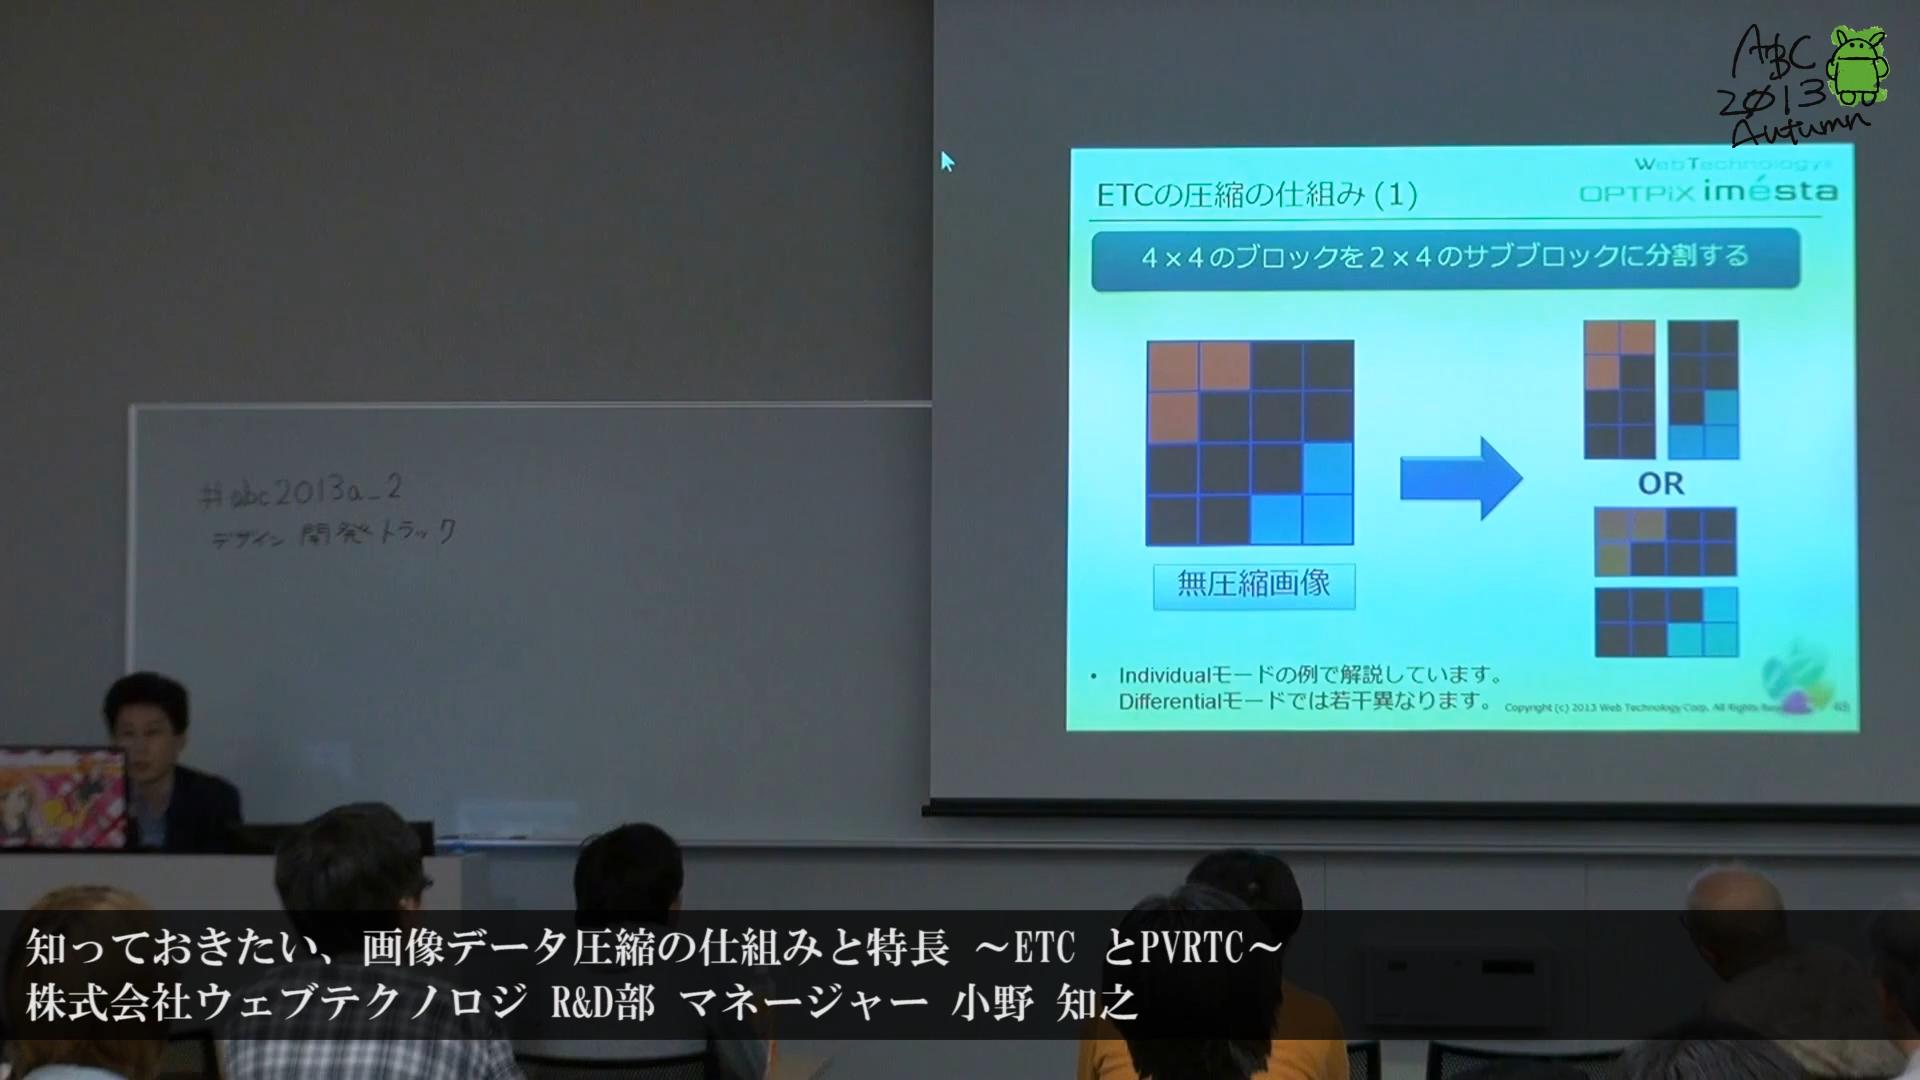 ABC
2013
Autumn
WebTechnology
OPTPiX imésta
ETCの圧縮の仕組み(1)
4×4のブロックを2×4のサブブロックに分割する
OR
無圧縮画像
• Individualモードの例で解説しています。
Differentialモードでは若干異なります。
Copyright (c) 2013 Web Technology Corp. All Rights
#abc2013a_2
デザイン 開発トラック
知っておきたい、画像データ圧縮の仕組みと特長 ～ETC とPVRTC～
株式会社ウェブテクノロジ R&D部 マネージャー 小野 知之